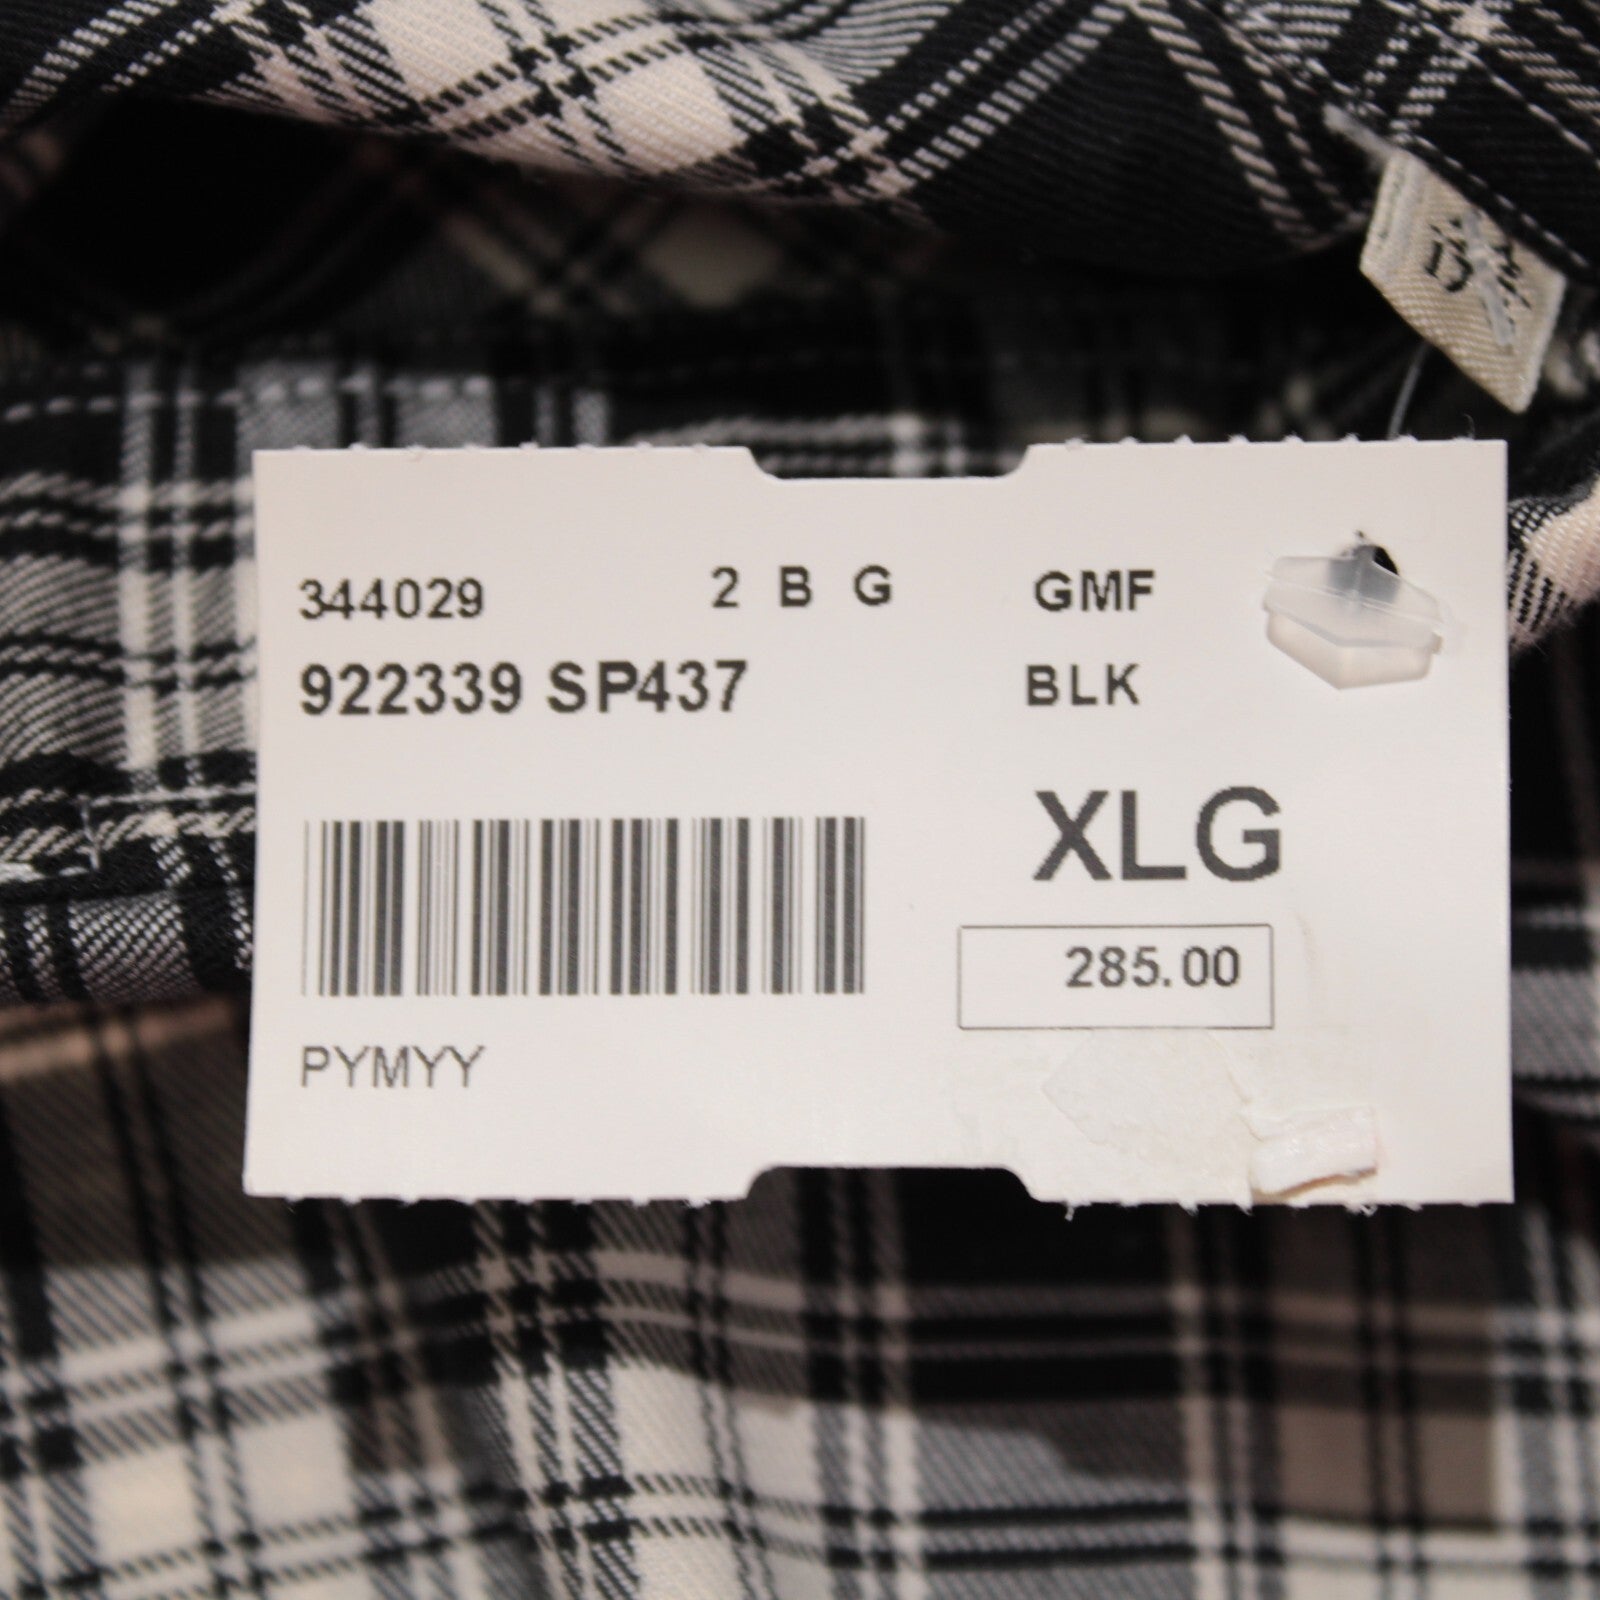 344029 2 B G GMF
922339 SP437 BLK
XLG
285.00
PYMYY